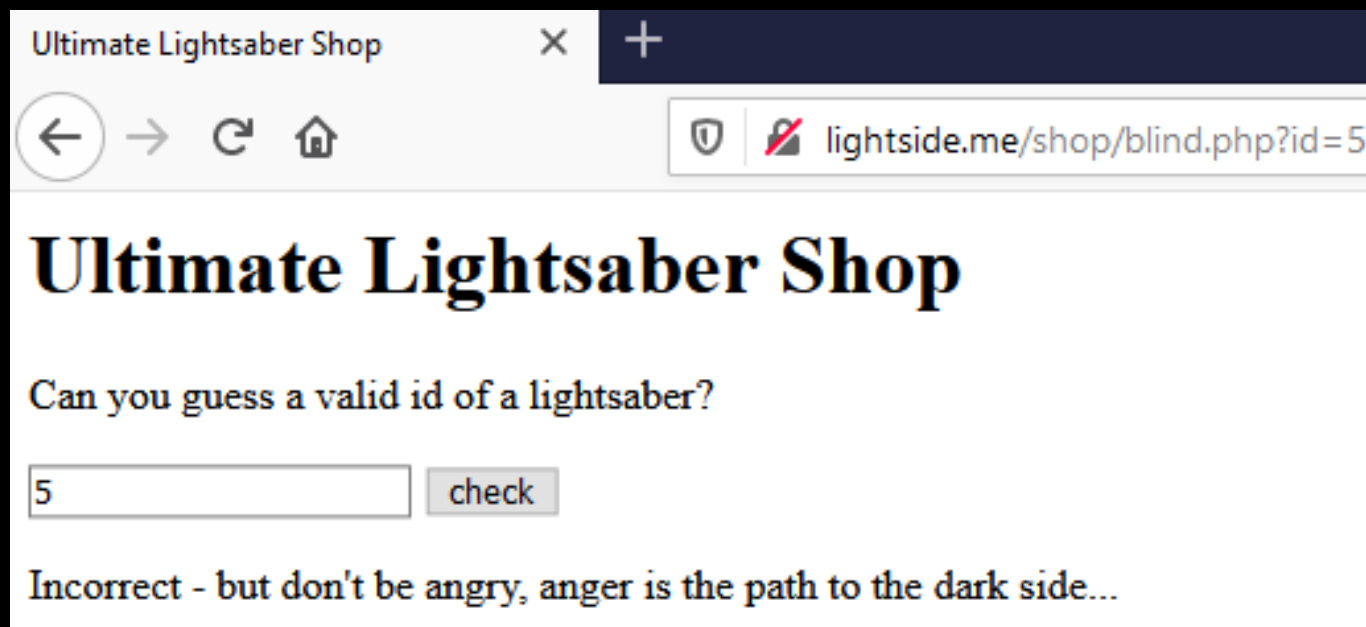 Ultimate Lightsaber Shop
lightside.me/shop/blind.php?id=5
Ultimate Lightsaber Shop
Can you guess a valid id of a lightsaber?
5 check
Incorrect - but don't be angry, anger is the path to the dark side...